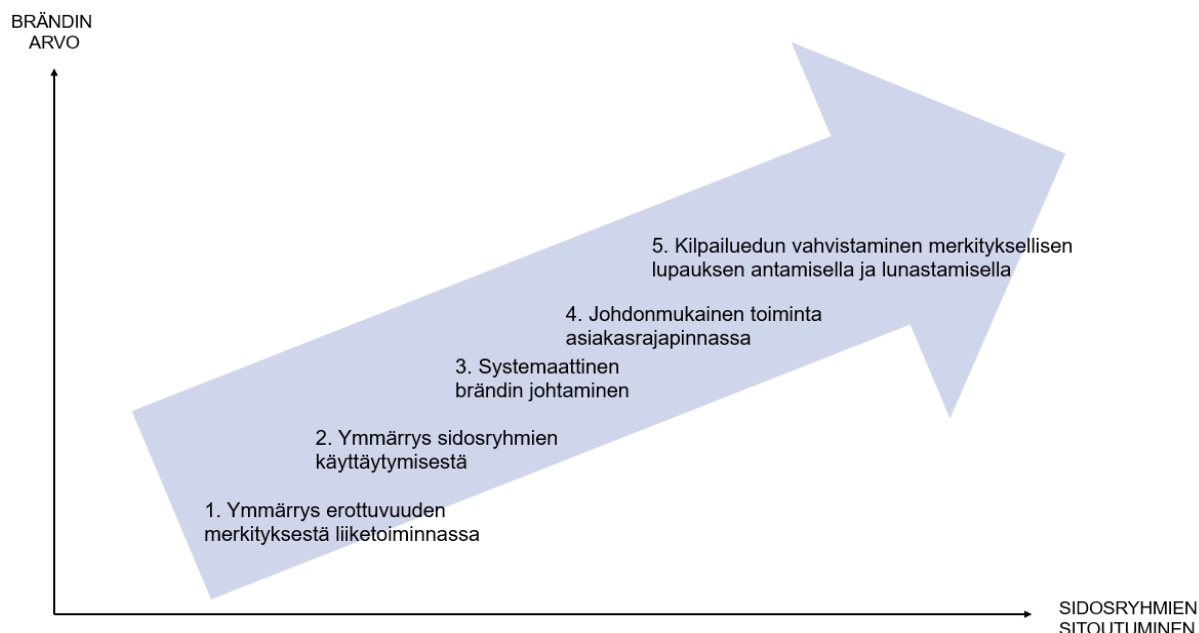 BRÄNDIN
ARVO
5. Kilpailuedun vahvistaminen merkityksellisen
lupauksen antamisella ja lunastamisella
4. Johdonmukainen toiminta
asiakasrajapinnassa
3. Systemaattinen
brändin johtaminen
2. Ymmärrys sidosryhmien
käyttäytymisestä
1. Ymmärrys erottuvuuden
merkityksestä liiketoiminnassa
SIDOSRYHMIEN
SITOUTUMINEN